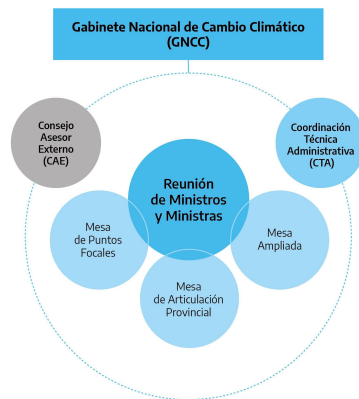 Gabinete Nacional de Cambio Climático
(GNCC)
Consejo
Asesor
Externo
(CAE)
Coordinación
Técnica
Administrativa
(CTA)
Reunión
de Ministros
y Ministras
Mesa
de Puntos
Focales
Mesa
Ampliada
Mesa
de Articulación
Provincial